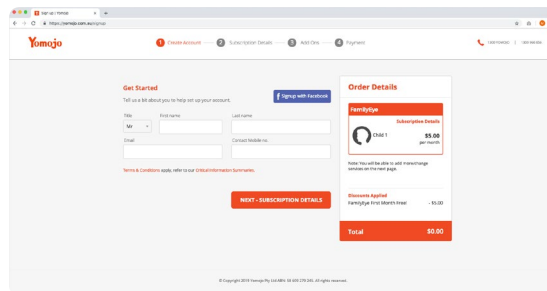 Sign up | Yomojo
https://yomojo.com.au/signup
Yomojo
1 Create Account
2 Subscription Details
3 Add Ons
4 Payment
Get Started
Tell us a bit about you to help set up your account.
f Signup with Facebook
Title
First name
Last name
Mr
Email
Contact Mobile no.
Terms & Conditions apply, refer to our Critical Information Summaries.
NEXT - SUBSCRIPTION DETAILS
Order Details
FamilyEye
Subscription Details
Child 1
$5.00
per month
Note: You will be able to add more/change
services on the next page.
Discounts Applied
FamilyEye First Month Free!
- $5.00
Total
$0.00
© Copyright 2019 Yomojo Pty Ltd ABN
All rights reserved.